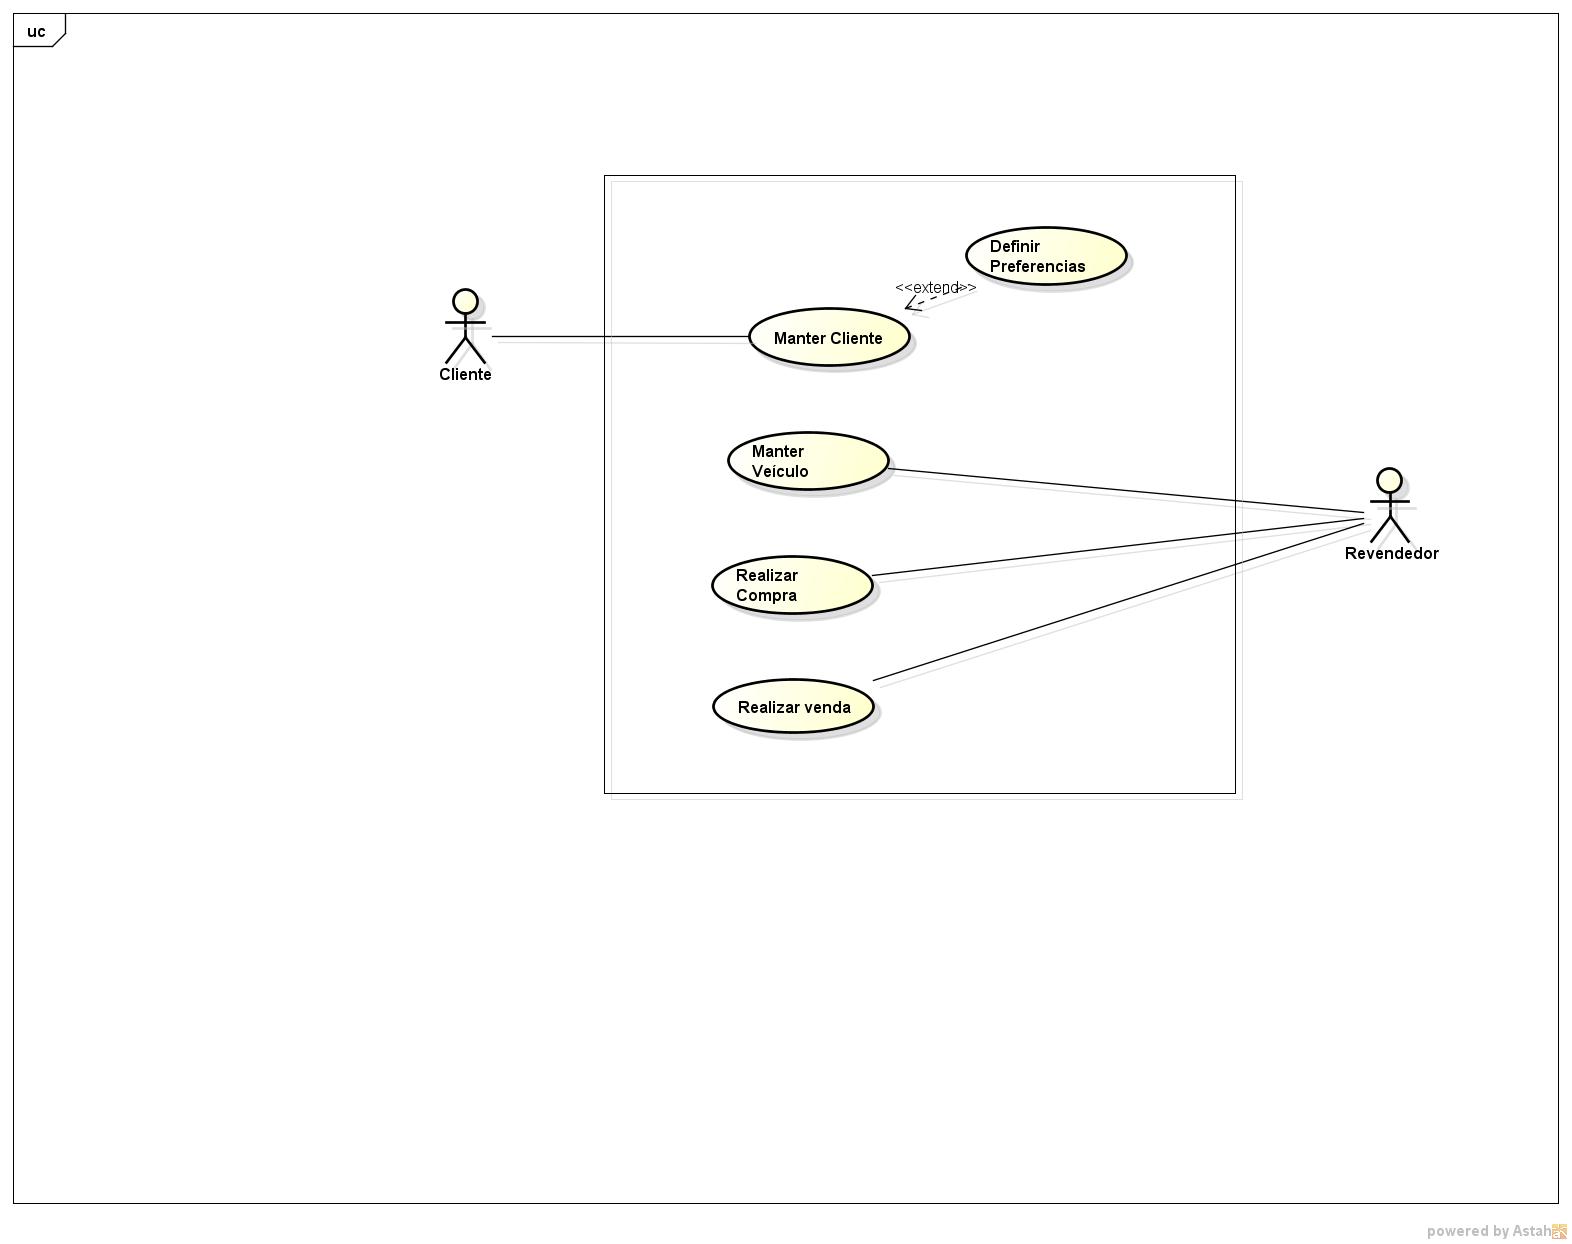 uc
Definir
Preferencias
<<extend>>
Manter Cliente
Cliente
Manter
Veículo
Revendedor
Realizar
Compra
Realizar venda
powered by Astah